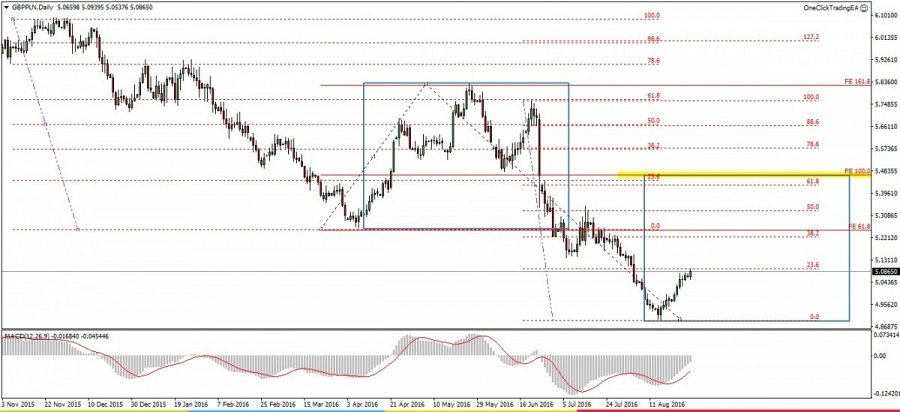 GBPPLN,Daily 5.06598 5.09395 5.05376 5.08650
OneClickTradingEA
100.0
88.6
78.6
61.8
50.0
38.2
23.6
0.0
127.2
FE 161.8
100.0
88.6
78.6
FE 100.0
61.8
50.0
FE 61.8
38.2
23.6
0.0
6.10100
6.01355
5.92610
5.83600
5.74855
5.66110
5.57365
5.48355
5.39610
5.30865
5.22120
5.13110
5.08650
5.04365
4.95620
4.86875
MACD(12,26,9) -0.016840 -0.045446
0.073414
0.00
-0.12420
3 Nov 2015
22 Nov 2015
10 Dec 2015
30 Dec 2015
19 Jan 2016
7 Feb 2016
25 Feb 2016
15 Mar 2016
3 Apr 2016
21 Apr 2016
10 May 2016
29 May 2016
16 Jun 2016
5 Jul 2016
24 Jul 2016
11 Aug 2016